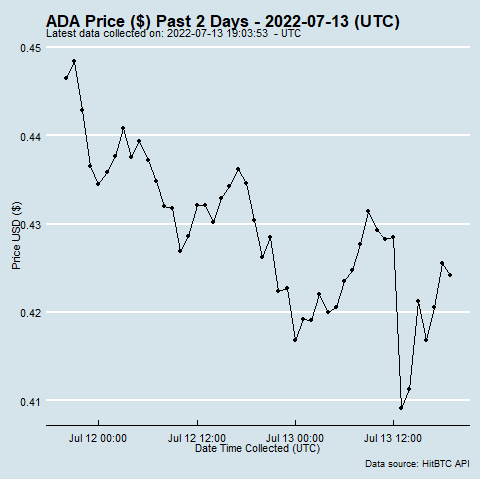 ADA Price ($) Past 2 Days - 2022-07-13 (UTC)
Latest data collected on: 2022-07-13 19:03:53  - UTC
0.45
0.44
0.43
0.42
0.41
Price USD ($)
Jul 12 00:00
Jul 12 12:00
Jul 13 00:00
Jul 13 12:00
Date Time Collected (UTC)
Data source: HitBTC API